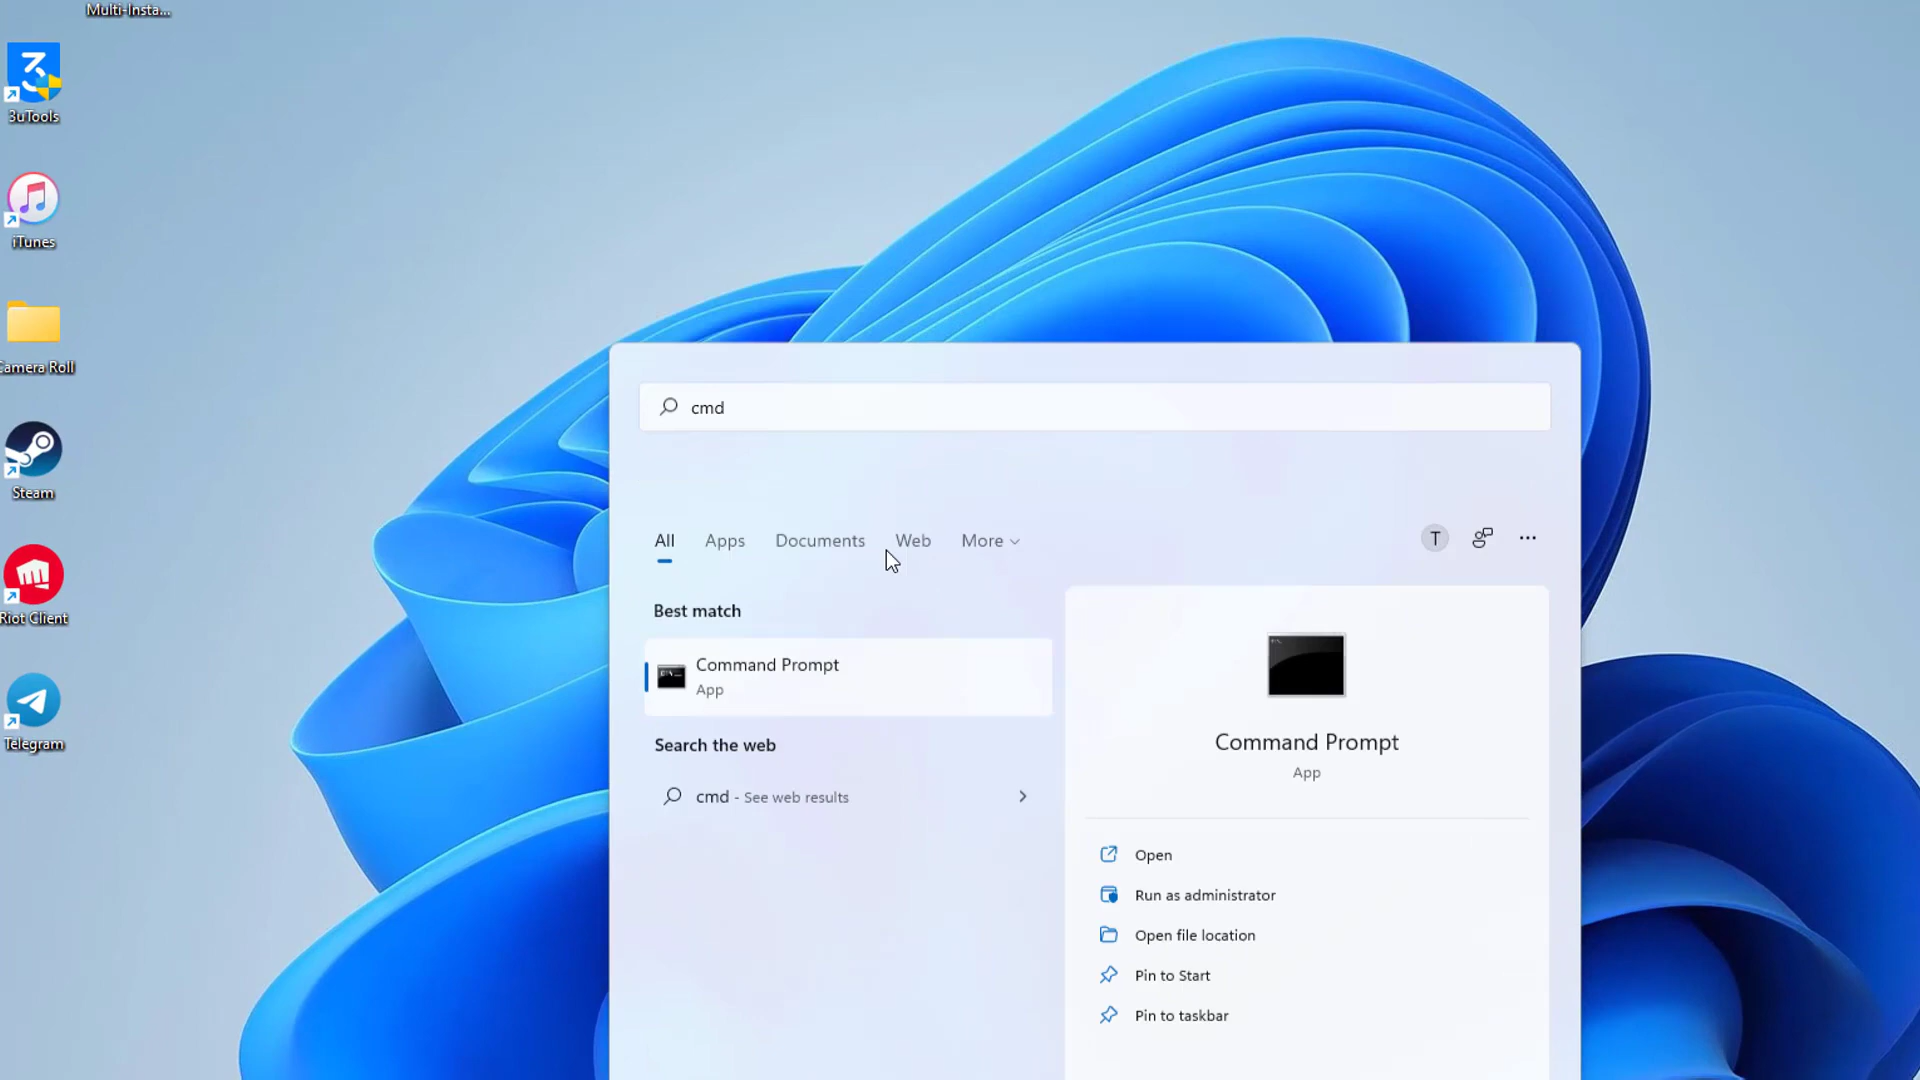 Multi-Insta...
3uTools
iTunes
Camera Roll
Steam
Riot Client
Telegram
cmd
All Apps Documents Web More
T
Best match
Command Prompt
App
Search the web
cmd - See web results
Command Prompt
App
Open
Run as administrator
Open file location
Pin to Start
Pin to taskbar